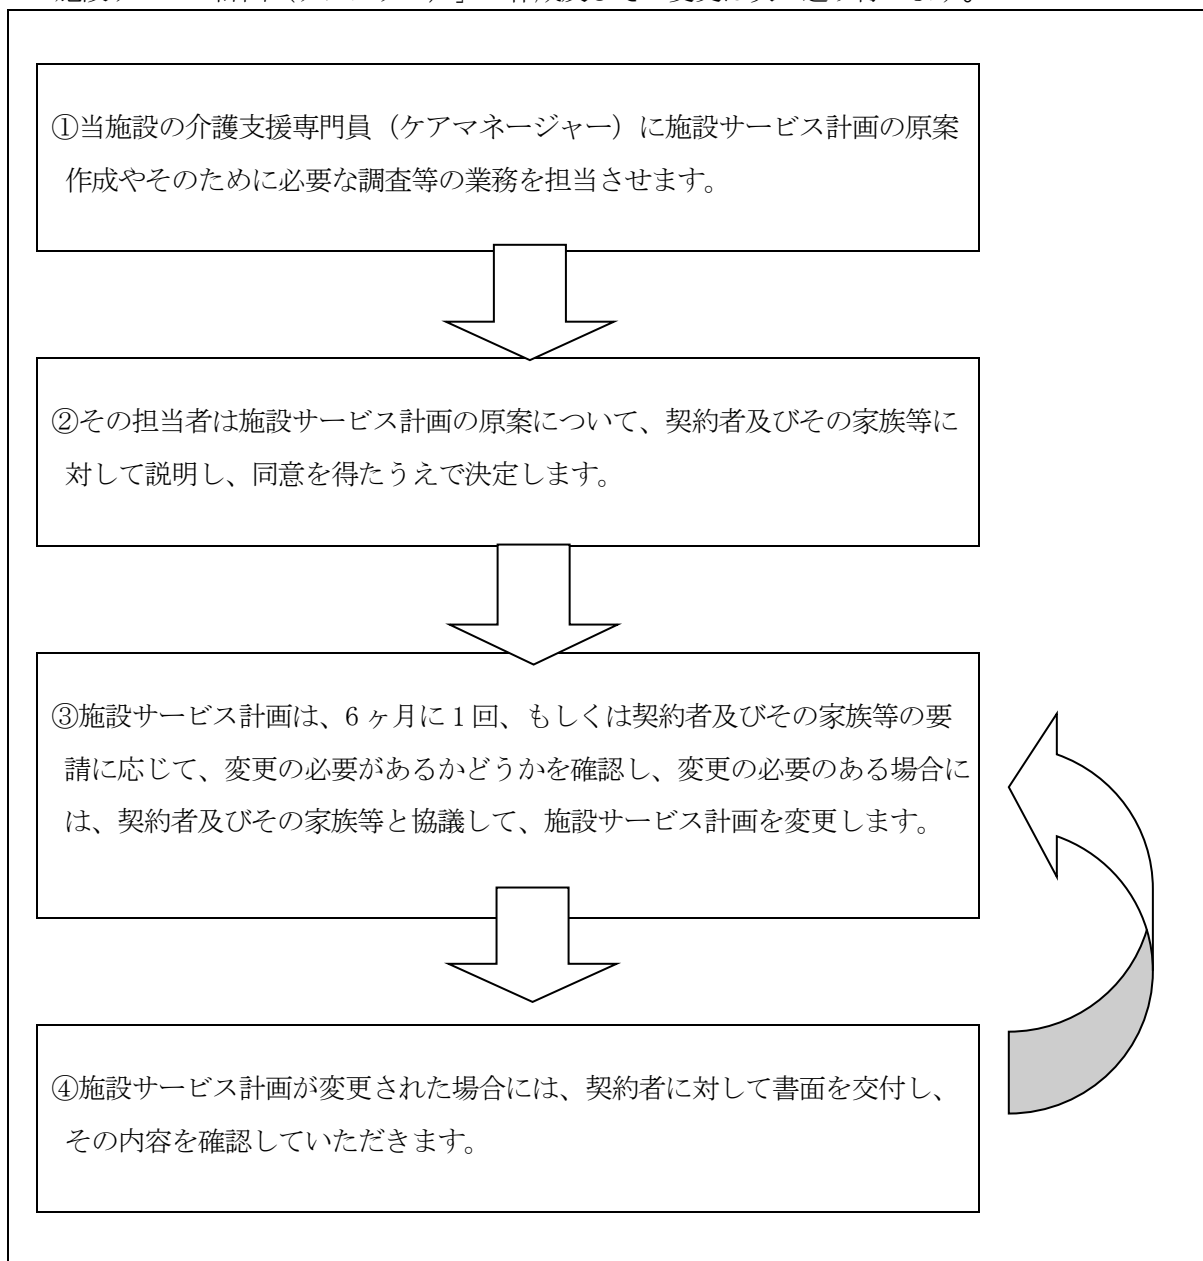 ①当施設の介護支援専門員（ケアマネージャー）に施設サービス計画の原案
作成やそのために必要な調査等の業務を担当させます。
②その担当者は施設サービス計画の原案について、契約者及びその家族等に
対して説明し、同意を得たうえで決定します。
③施設サービス計画は、6 ヶ月に 1 回、もしくは契約者及びその家族等の要
請に応じて、変更の必要があるかどうかを確認し、変更の必要のある場合に
は、契約者及びその家族等と協議して、施設サービス計画を変更します。
④施設サービス計画が変更された場合には、契約者に対して書面を交付し、
その内容を確認していただきます。